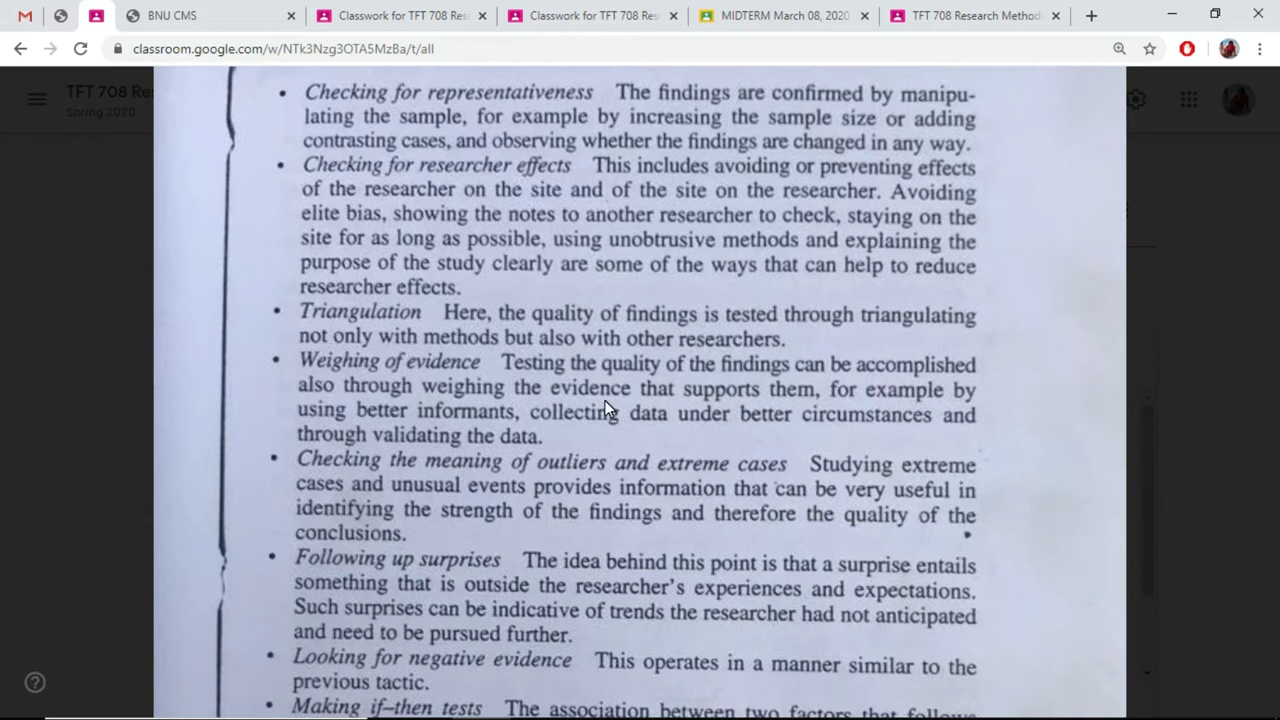 BNU CMS
Classwork for TFT 708 Res
Classwork for TFT 708 Res
MIDTERM March 08, 2020
TFT 708 Research Method
classroom.google.com/w/NTk3Nzg3OTA5MzBa/t/all
TFT 708 Res
Spring 2020
• Checking for representativeness The findings are confirmed by manipu-
lating the sample, for example by increasing the sample size or adding
contrasting cases, and observing whether the findings are changed in any way.
• Checking for researcher effects This includes avoiding or preventing effects
of the researcher on the site and of the site on the researcher. Avoiding
elite bias, showing the notes to another researcher to check, staying on the
site for as long as possible, using unobtrusive methods and explaining the
purpose of the study clearly are some of the ways that can help to reduce
researcher effects.
• Triangulation Here, the quality of findings is tested through triangulating
not only with methods but also with other researchers.
• Weighing of evidence Testing the quality of the findings can be accomplished
also through weighing the evidence that supports them, for example by
using better informants, collecting data under better circumstances and
through validating the data.
• Checking the meaning of outliers and extreme cases Studying extreme
cases and unusual events provides information that can be very useful in
identifying the strength of the findings and therefore the quality of the
conclusions.
• Following up surprises The idea behind this point is that a surprise entails
something that is outside the researcher's experiences and expectations.
Such surprises can be indicative of trends the researcher had not anticipated
and need to be pursued further.
• Looking for negative evidence This operates in a manner similar to the
previous tactic.
• Making if–then tests The association between two factors that follows